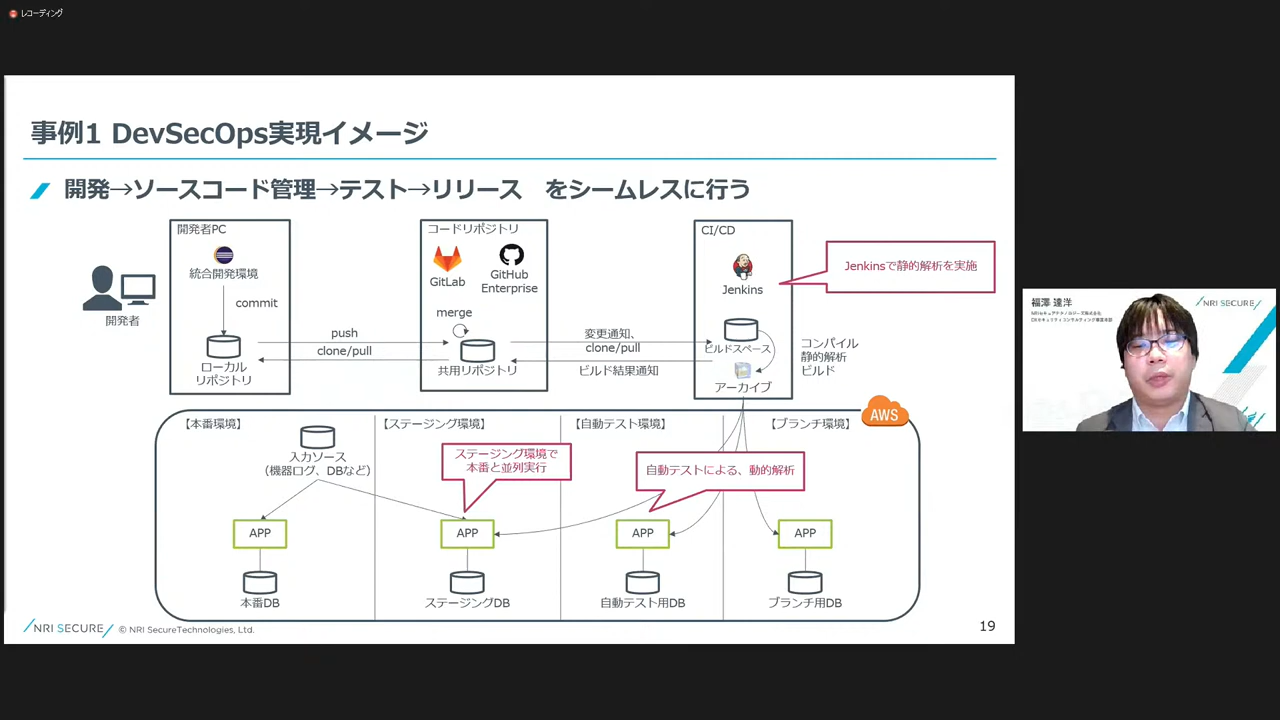 レコーディング
事例1 DevSecOps実現イメージ
開発→ソースコード管理→テスト→リリース　をシームレスに行う
開発者PC
統合開発環境
commit
ローカル
リポジトリ
開発者
push
clone/pull
コードリポジトリ
GitLab
GitHub
Enterprise
merge
共用リポジトリ
変更通知、
clone/pull
ビルド結果通知
CI/CD
Jenkins
ビルドスペース
アーカイブ
コンパイル
静的解析
ビルド
Jenkinsで静的解析を実施
AWS
【本番環境】
【ステージング環境】
【自動テスト環境】
【ブランチ環境】
入力ソース
（機器ログ、DBなど）
ステージング環境で
本番と並列実行
自動テストによる、動的解析
APP
APP
APP
APP
本番DB
ステージングDB
自動テスト用DB
ブランチ用DB
NRI SECURE
© NRI SecureTechnologies, Ltd.
19
福澤 達洋
NRIセキュアテクノロジーズ株式会社
NRI SECURE